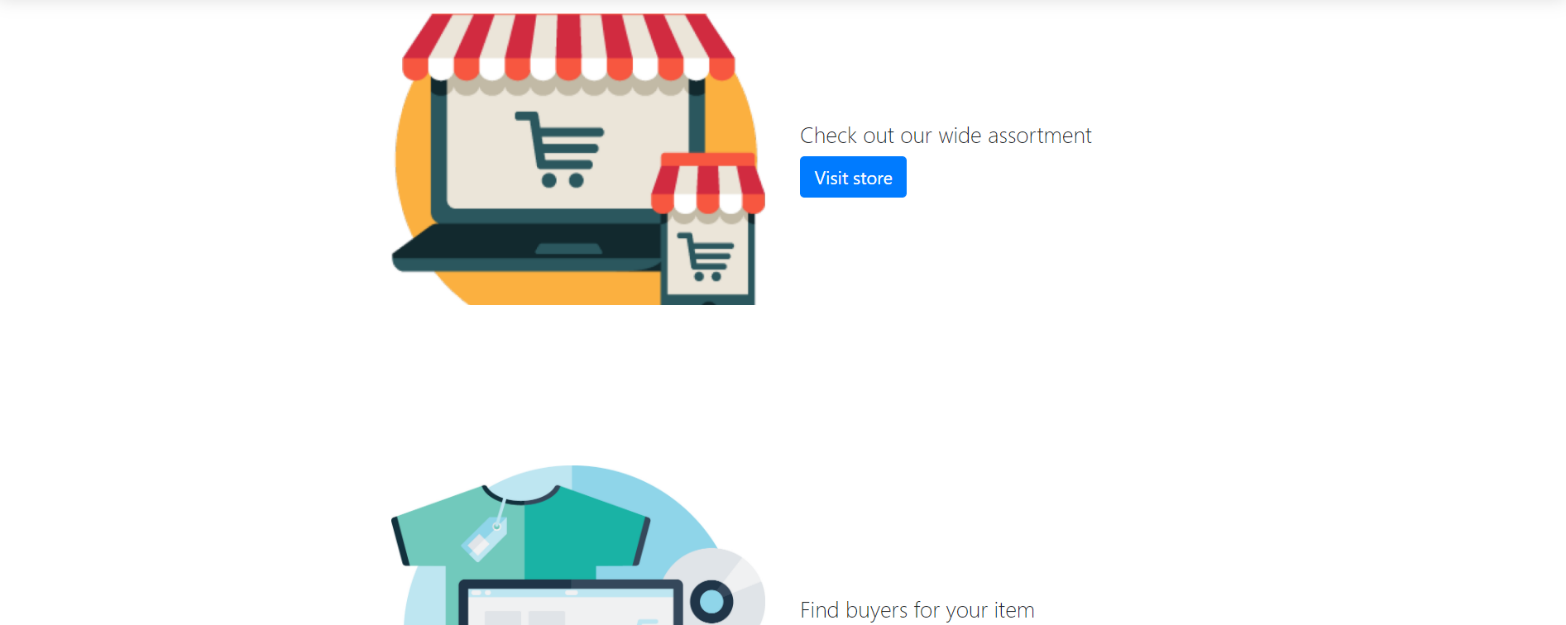 Check out our wide assortment
Visit store
Find buyers for your item